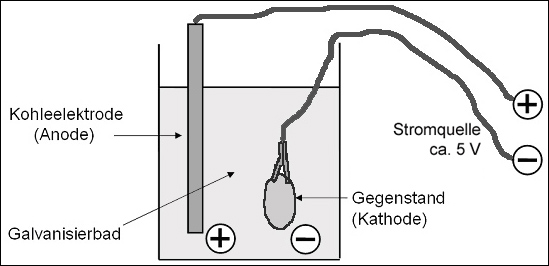 Kohleelektrode
(Anode)
Galvanisierbad
Stromquelle
ca. 5 V
Gegenstand
(Kathode)
+
−
+
−